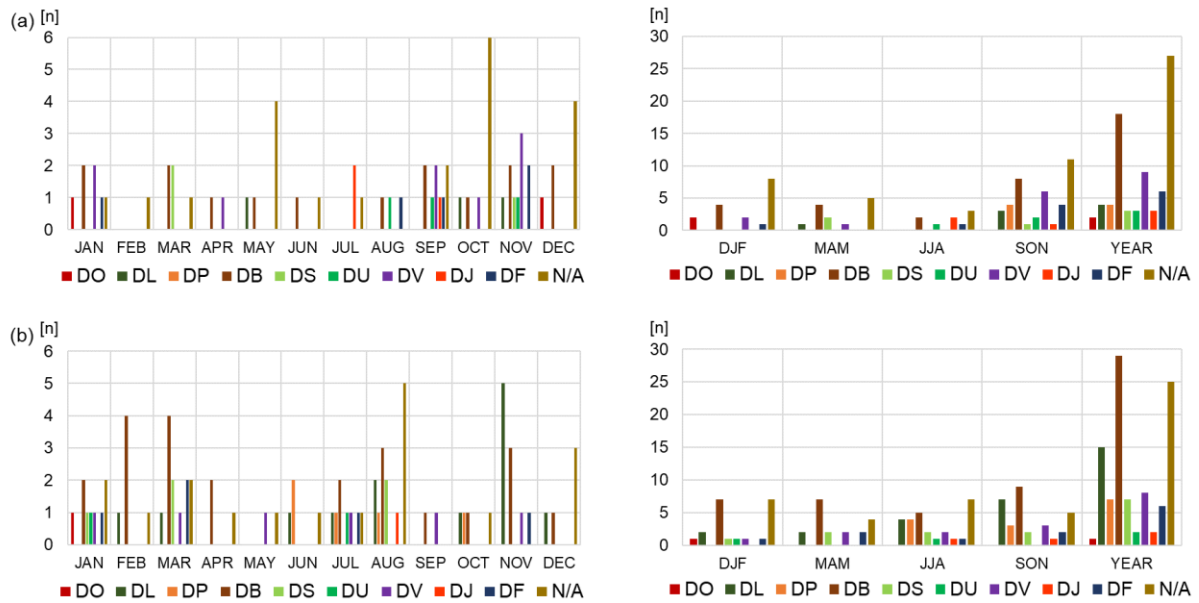 (a) [n]
6
5
4
3
2
1
0
JAN FEB MAR APR MAY JUN JUL AUG SEP OCT NOV DEC
DO DL DP DB DS DU DV DJ DF N/A
[n]
30
25
20
15
10
5
0
DJF MAM JJA SON YEAR
DO DL DP DB DS DU DV DJ DF N/A
(b) [n]
6
5
4
3
2
1
0
JAN FEB MAR APR MAY JUN JUL AUG SEP OCT NOV DEC
DO DL DP DB DS DU DV DJ DF N/A
[n]
30
25
20
15
10
5
0
DJF MAM JJA SON YEAR
DO DL DP DB DS DU DV DJ DF N/A